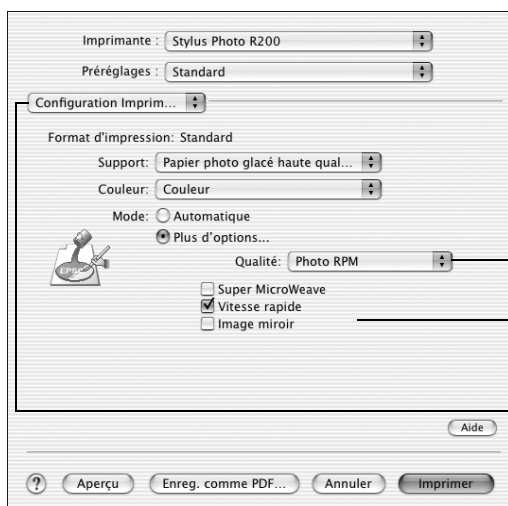 Imprimante : Stylus Photo R200
Préréglages : Standard
Configuration Imprim...
Format d'impression: Standard
Support: Papier photo glacé haute qual...
Couleur: Couleur
Mode: Automatique
Plus d'options...
Qualité: Photo RPM
Super MicroWeave
Vitesse rapide
Image miroir
Aide
? Aperçu Enreg. comme PDF... Annuler Imprimer